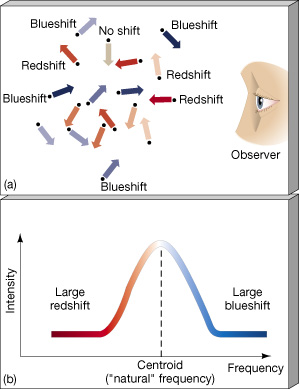 Blueshift
No shift
Blueshift
Redshift
Redshift
Blueshift
Redshift
Observer
Blueshift
(a)
Intensity
Large
redshift
Large
blueshift
Centroid
("natural" frequency)
Frequency
(b)